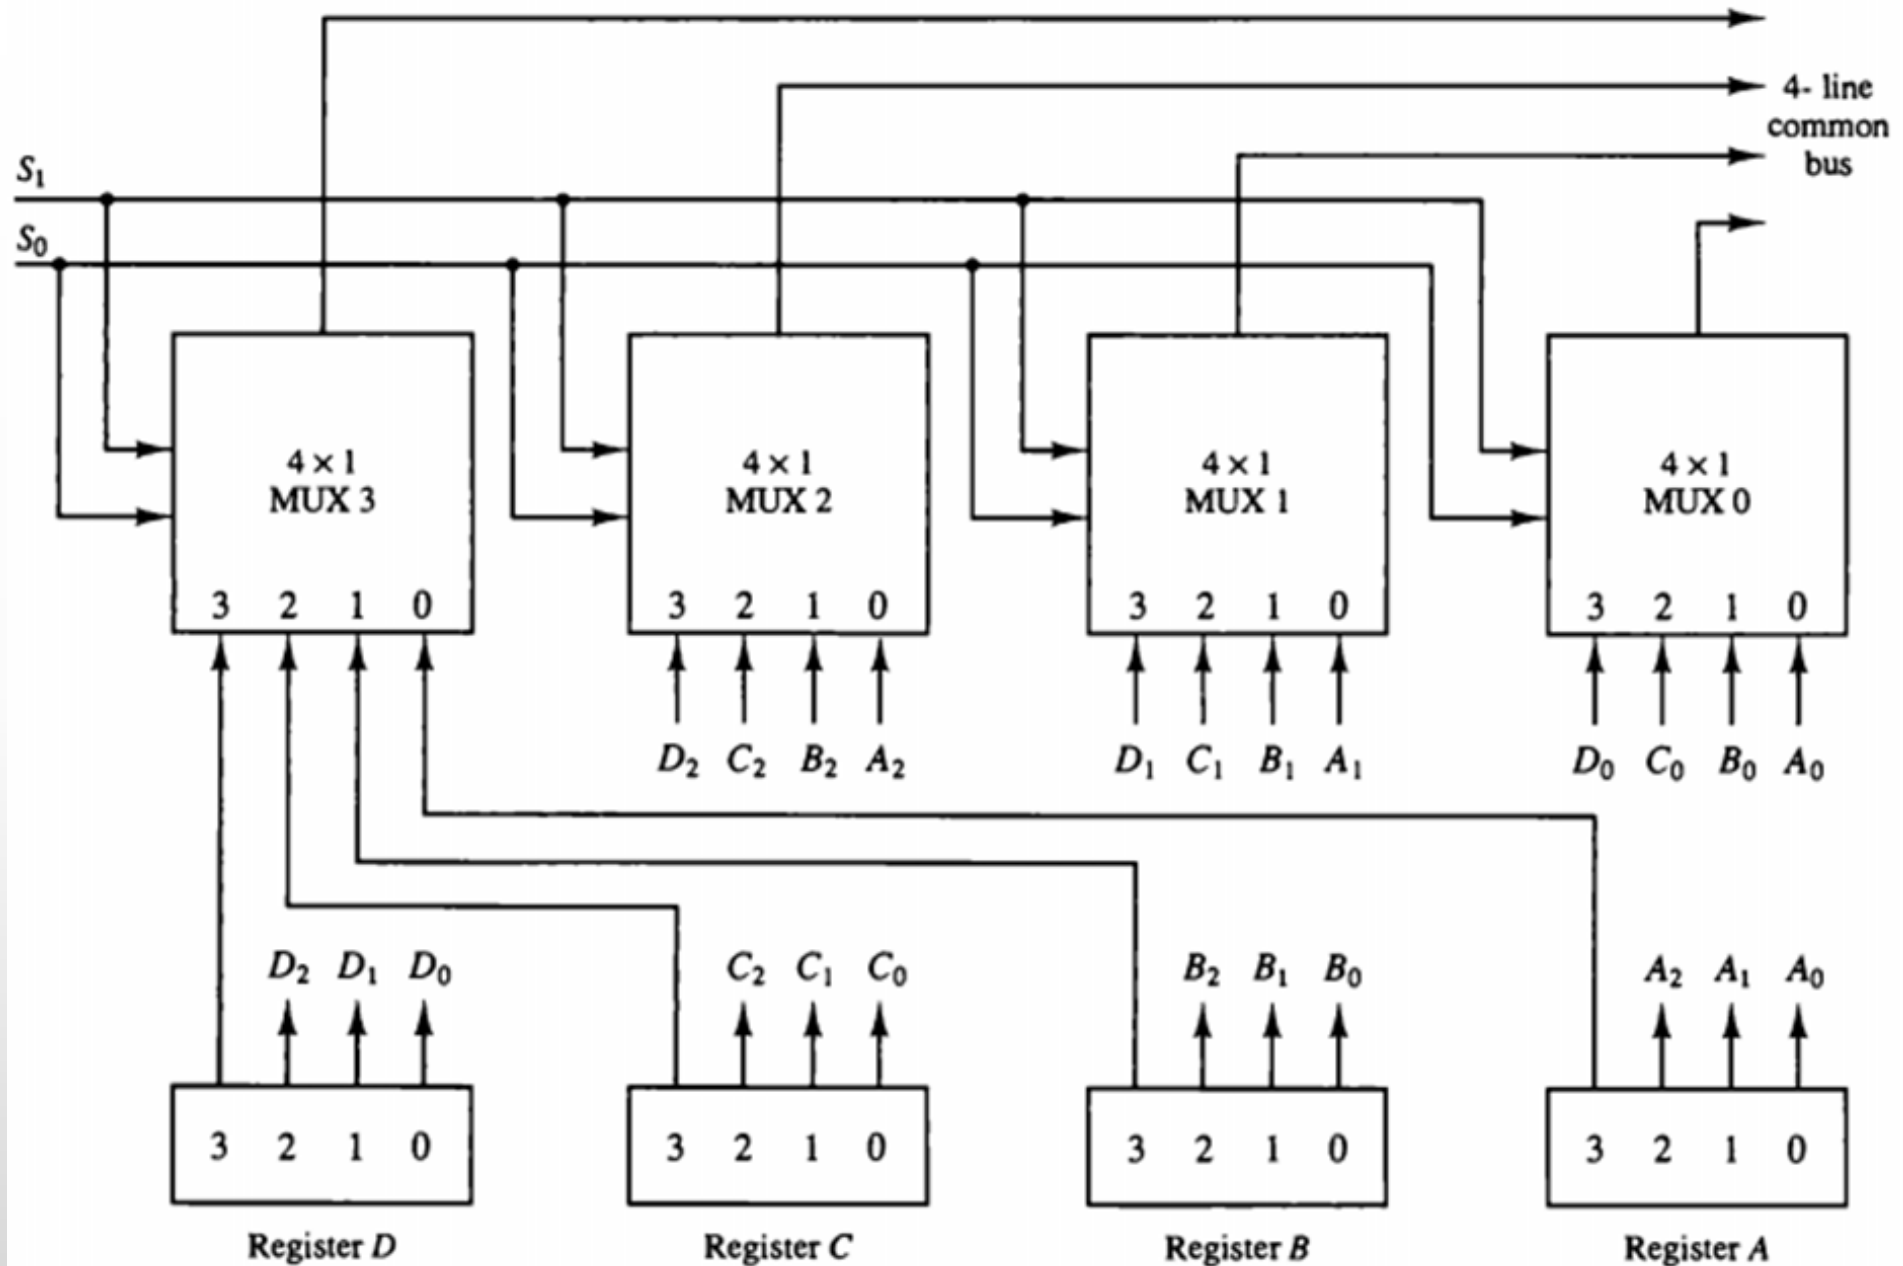 4- line
common
bus
S₁
S₀
4 × 1
MUX 3
3 2 1 0
4 × 1
MUX 2
3 2 1 0
4 × 1
MUX 1
3 2 1 0
4 × 1
MUX 0
3 2 1 0
D₂ C₂ B₂ A₂
D₁ C₁ B₁ A₁
D₀ C₀ B₀ A₀
D₂ D₁ D₀
C₂ C₁ C₀
B₂ B₁ B₀
A₂ A₁ A₀
3 2 1 0
3 2 1 0
3 2 1 0
3 2 1 0
Register D
Register C
Register B
Register A